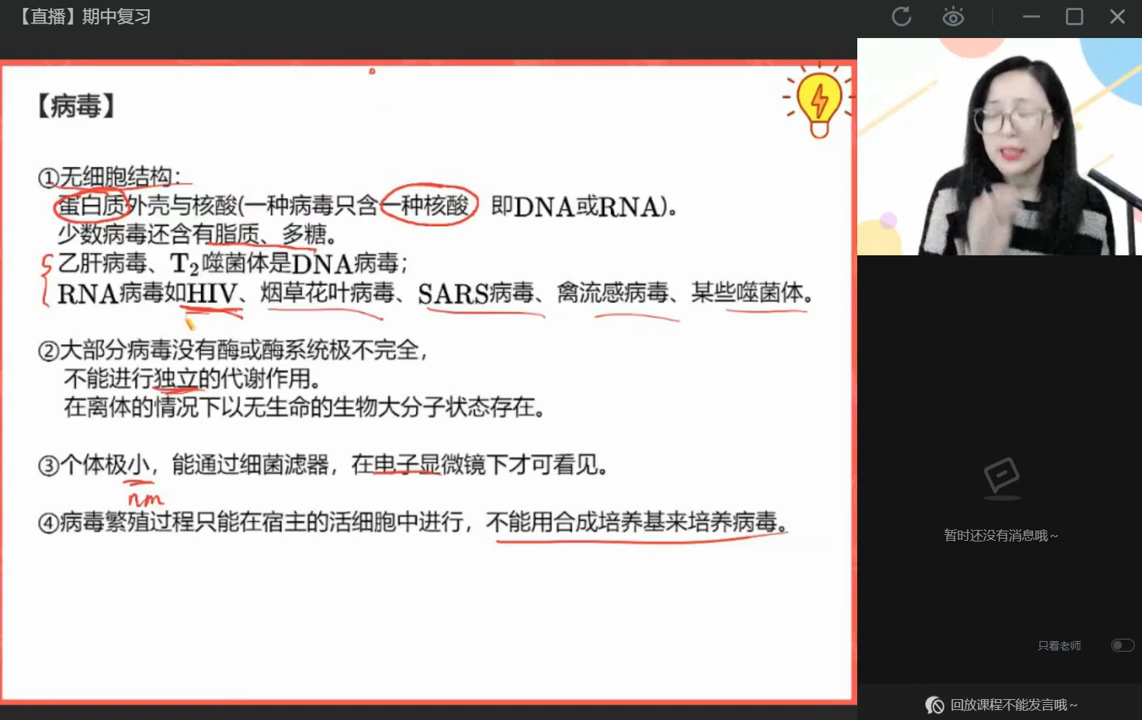 【直播】期中复习
【病毒】
①无细胞结构：
蛋白质外壳与核酸(一种病毒只含一种核酸，即DNA或RNA)。
少数病毒还含有脂质、多糖。
乙肝病毒、T₂噬菌体是DNA病毒；
RNA病毒如HIV、烟草花叶病毒、SARS病毒、禽流感病毒、某些噬菌体。
②大部分病毒没有酶或酶系统极不完全，
不能进行独立的代谢作用。
在离体的情况下以无生命的生物大分子状态存在。
③个体极小，能通过细菌滤器，在电子显微镜下才可看见。
nm
④病毒繁殖过程只能在宿主的活细胞中进行，不能用合成培养基来培养病毒。
暂时还没有消息哦～
只看老师
回放课程不能发言哦～